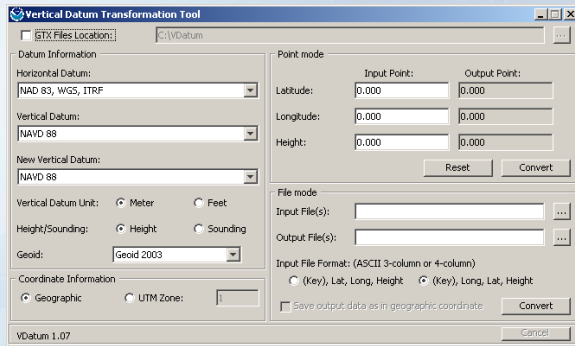 Vertical Datum Transformation Tool
GTX Files Location: C:\VDatum ...
Datum Information
Horizontal Datum:
NAD 83, WGS, ITRF
Vertical Datum:
NAVD 88
New Vertical Datum:
NAVD 88
Vertical Datum Unit: Meter Feet
Height/Sounding: Height Sounding
Geoid: Geoid 2003
Coordinate Information
Geographic UTM Zone: 1
Point mode
Input Point: Output Point:
Latitude: 0.000 0.000
Longitude: 0.000 0.000
Height: 0.000 0.000
Reset Convert
File mode
Input File(s): ...
Output File(s): ...
Input File Format: (ASCII 3-column or 4-column)
(Key), Lat, Long, Height (Key), Long, Lat, Height
Save output data as in geographic coordinate Convert
VDatum 1.07 Cancel